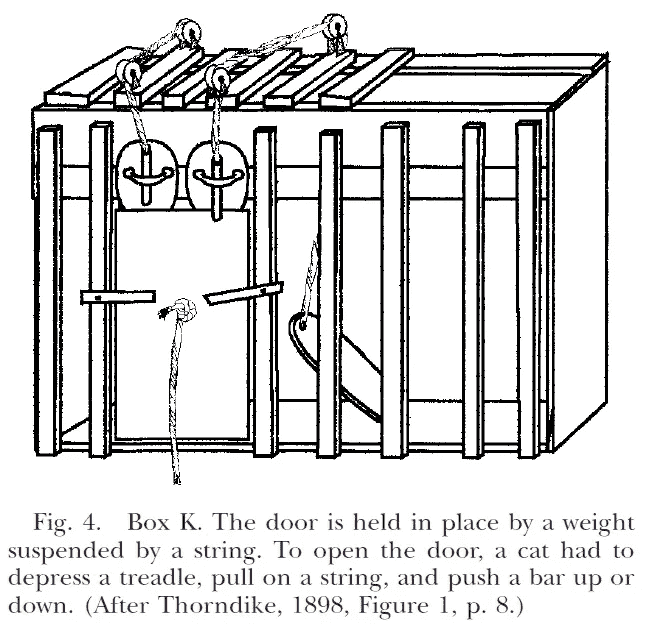 Fig. 4. Box K. The door is held in place by a weight
suspended by a string. To open the door, a cat had to
depress a treadle, pull on a string, and push a bar up or
down. (After Thorndike, 1898, Figure 1, p. 8.)